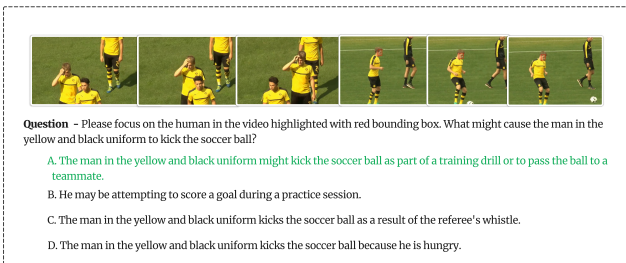 Question - Please focus on the human in the video highlighted with red bounding box. What might cause the man in the
yellow and black uniform to kick the soccer ball?
A. The man in the yellow and black uniform might kick the soccer ball as part of a training drill or to pass the ball to a
teammate.
B. He may be attempting to score a goal during a practice session.
C. The man in the yellow and black uniform kicks the soccer ball as a result of the referee's whistle.
D. The man in the yellow and black uniform kicks the soccer ball because he is hungry.